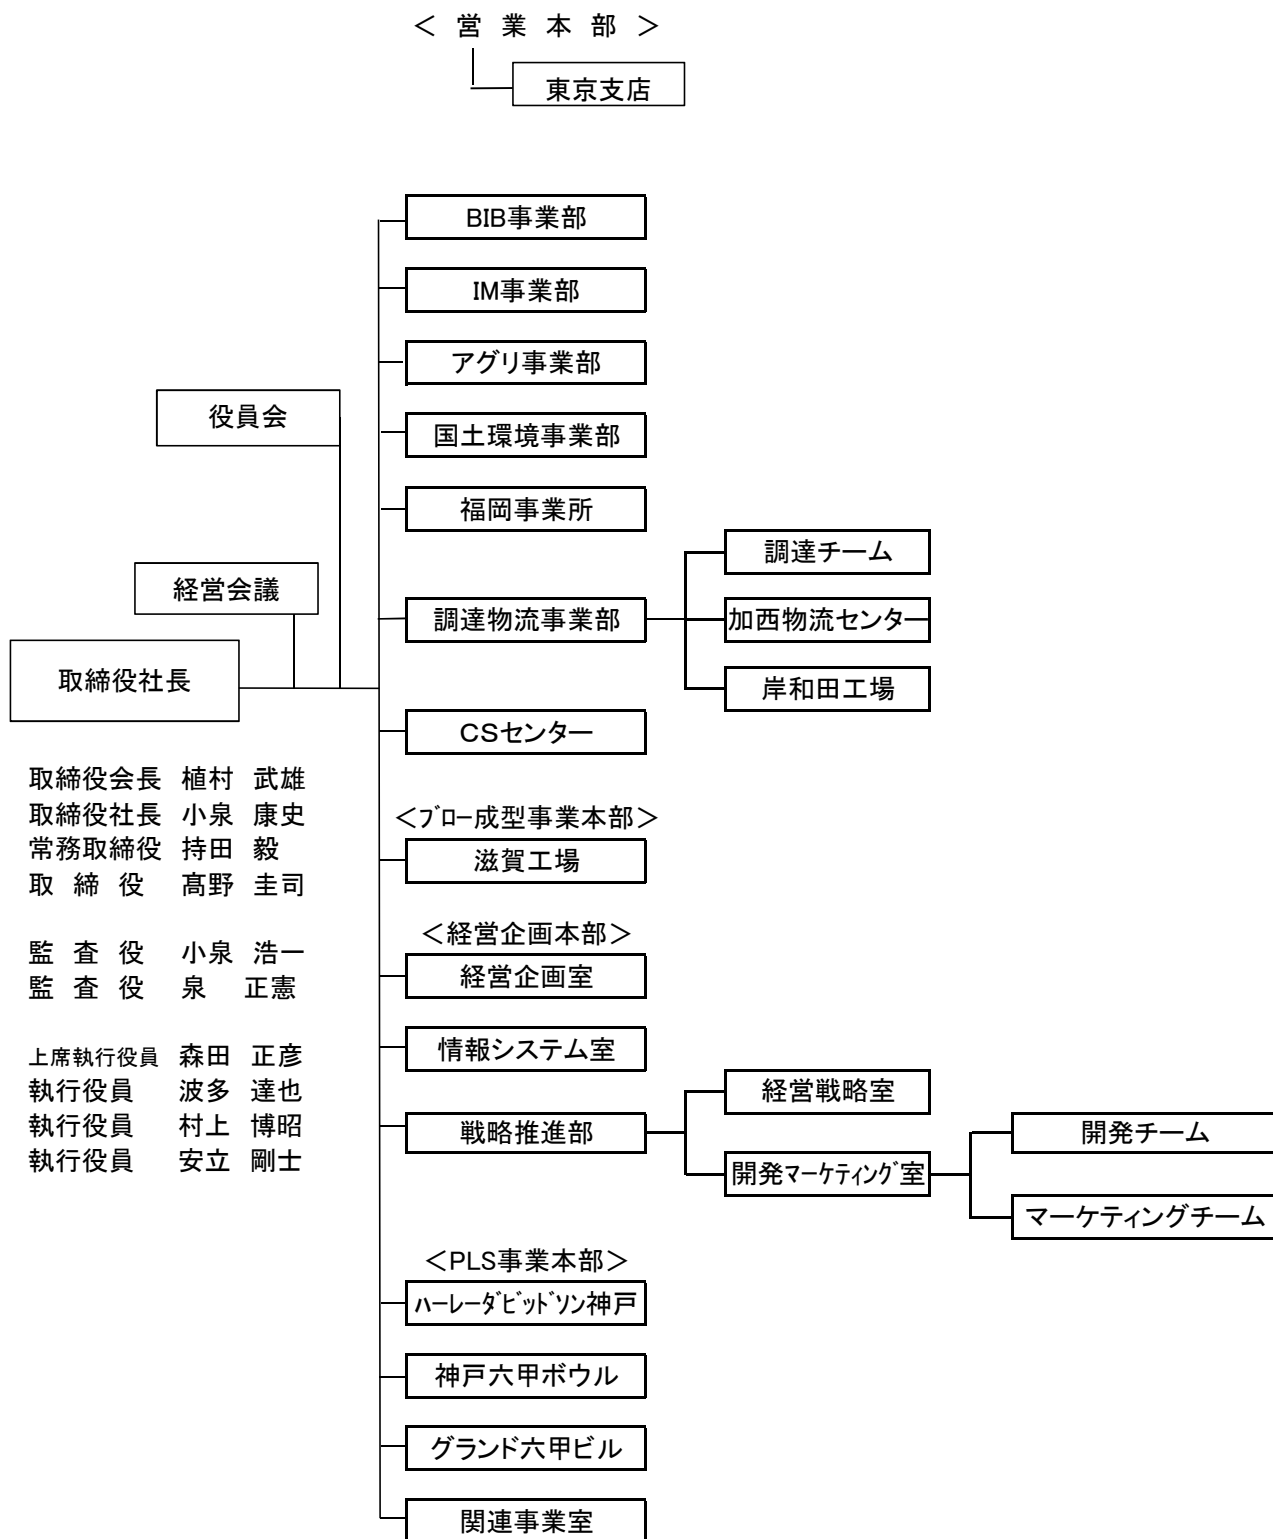 ＜ 営 業 本 部 ＞
東京支店
BIB事業部
IM事業部
アグリ事業部
役員会
国土環境事業部
福岡事業所
調達チーム
経営会議
調達物流事業部
加西物流センター
取締役社長
岸和田工場
CSセンター
取締役会長 植村 武雄
取締役社長 小泉 康史
常務取締役 持田 毅
取 締 役 髙野 圭司
監 査 役 小泉 浩一
監 査 役 泉 正憲
上席執行役員 森田 正彦
執行役員 波多 達也
執行役員 村上 博昭
執行役員 安立 剛士
＜ﾌﾞﾛｰ成型事業本部＞
滋賀工場
＜経営企画本部＞
経営企画室
情報システム室
経営戦略室
戦略推進部
開発チーム
開発ﾏｰｹﾃｨﾝｸﾞ室
マーケティングチーム
＜PLS事業本部＞
ﾊｰﾚｰﾀﾞﾋﾞｯﾄﾞｿﾝ神戸
神戸六甲ボウル
グランド六甲ビル
関連事業室